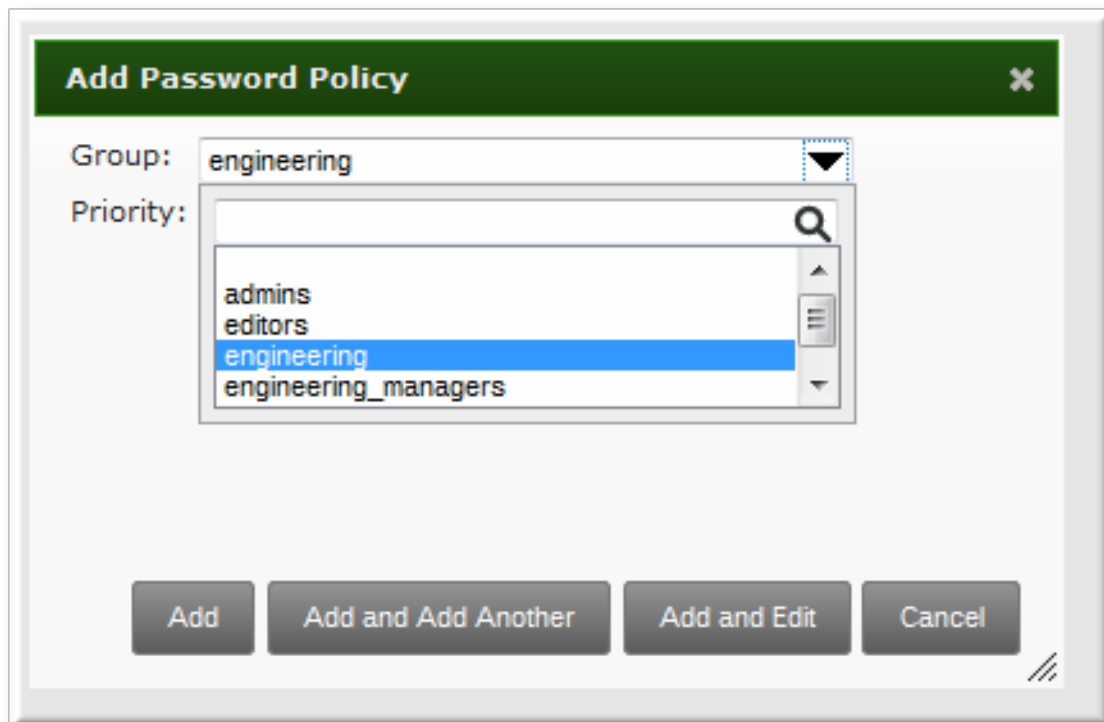 Add Password Policy
Group: engineering
Priority:
admins
editors
engineering
engineering_managers
Add Add and Add Another Add and Edit Cancel